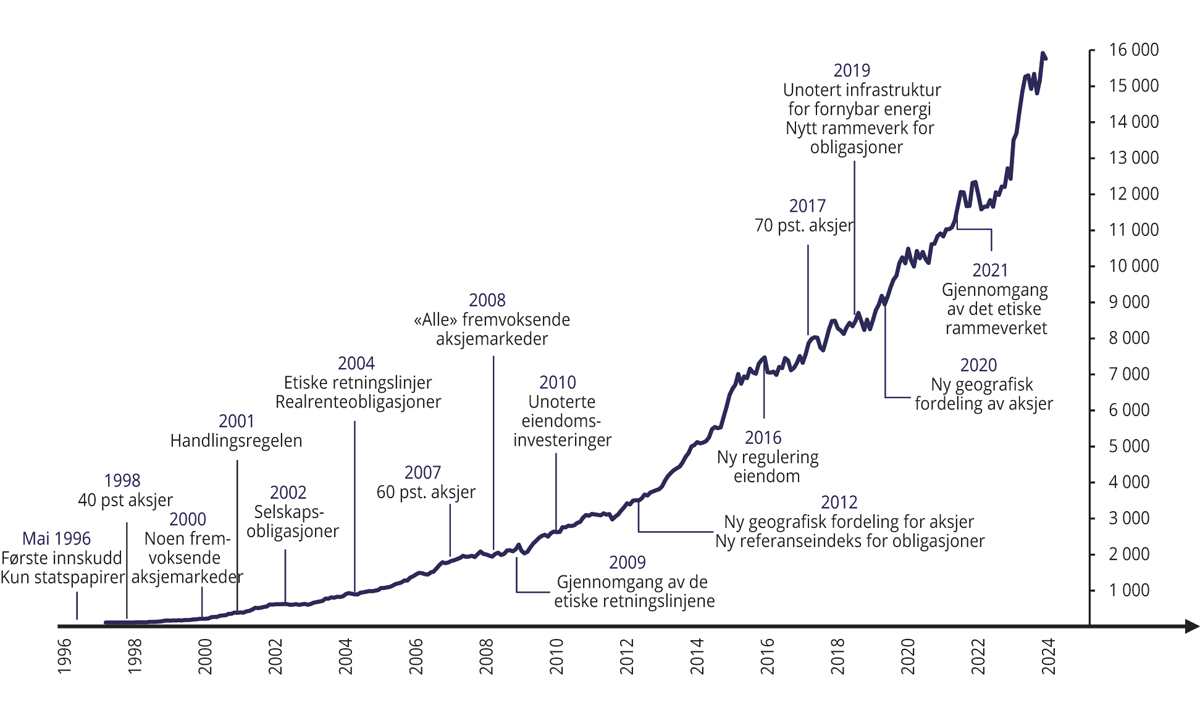 Mai 1996
Første innskudd
Kun statspapirer
1998
40 pst aksjer
2000
Noen frem-
voksende
aksjemarkeder
2001
Handlingsregelen
2002
Selskaps-
obligasjoner
2004
Etiske retningslinjer
Realrenteobligasjoner
2007
60 pst. aksjer
2008
«Alle» fremvoksende
aksjemarkeder
2009
Gjennomgang av de
etiske retningslinjene
2010
Unoterte
eiendoms-
investeringer
2012
Ny geografisk fordeling for aksjer
Ny referanseindeks for obligasjoner
2016
Ny regulering
eiendom
2017
70 pst. aksjer
2019
Unotert infrastruktur
for fornybar energi
Nytt rammeverk for
obligasjoner
2020
Ny geografisk
fordeling av aksjer
2021
Gjennomgang
av det etiske
rammeverket
16 000
15 000
14 000
13 000
12 000
11 000
10 000
9 000
8 000
7 000
6 000
5 000
4 000
3 000
2 000
1 000
1996
1998
2000
2002
2004
2006
2008
2010
2012
2014
2016
2018
2020
2022
2024